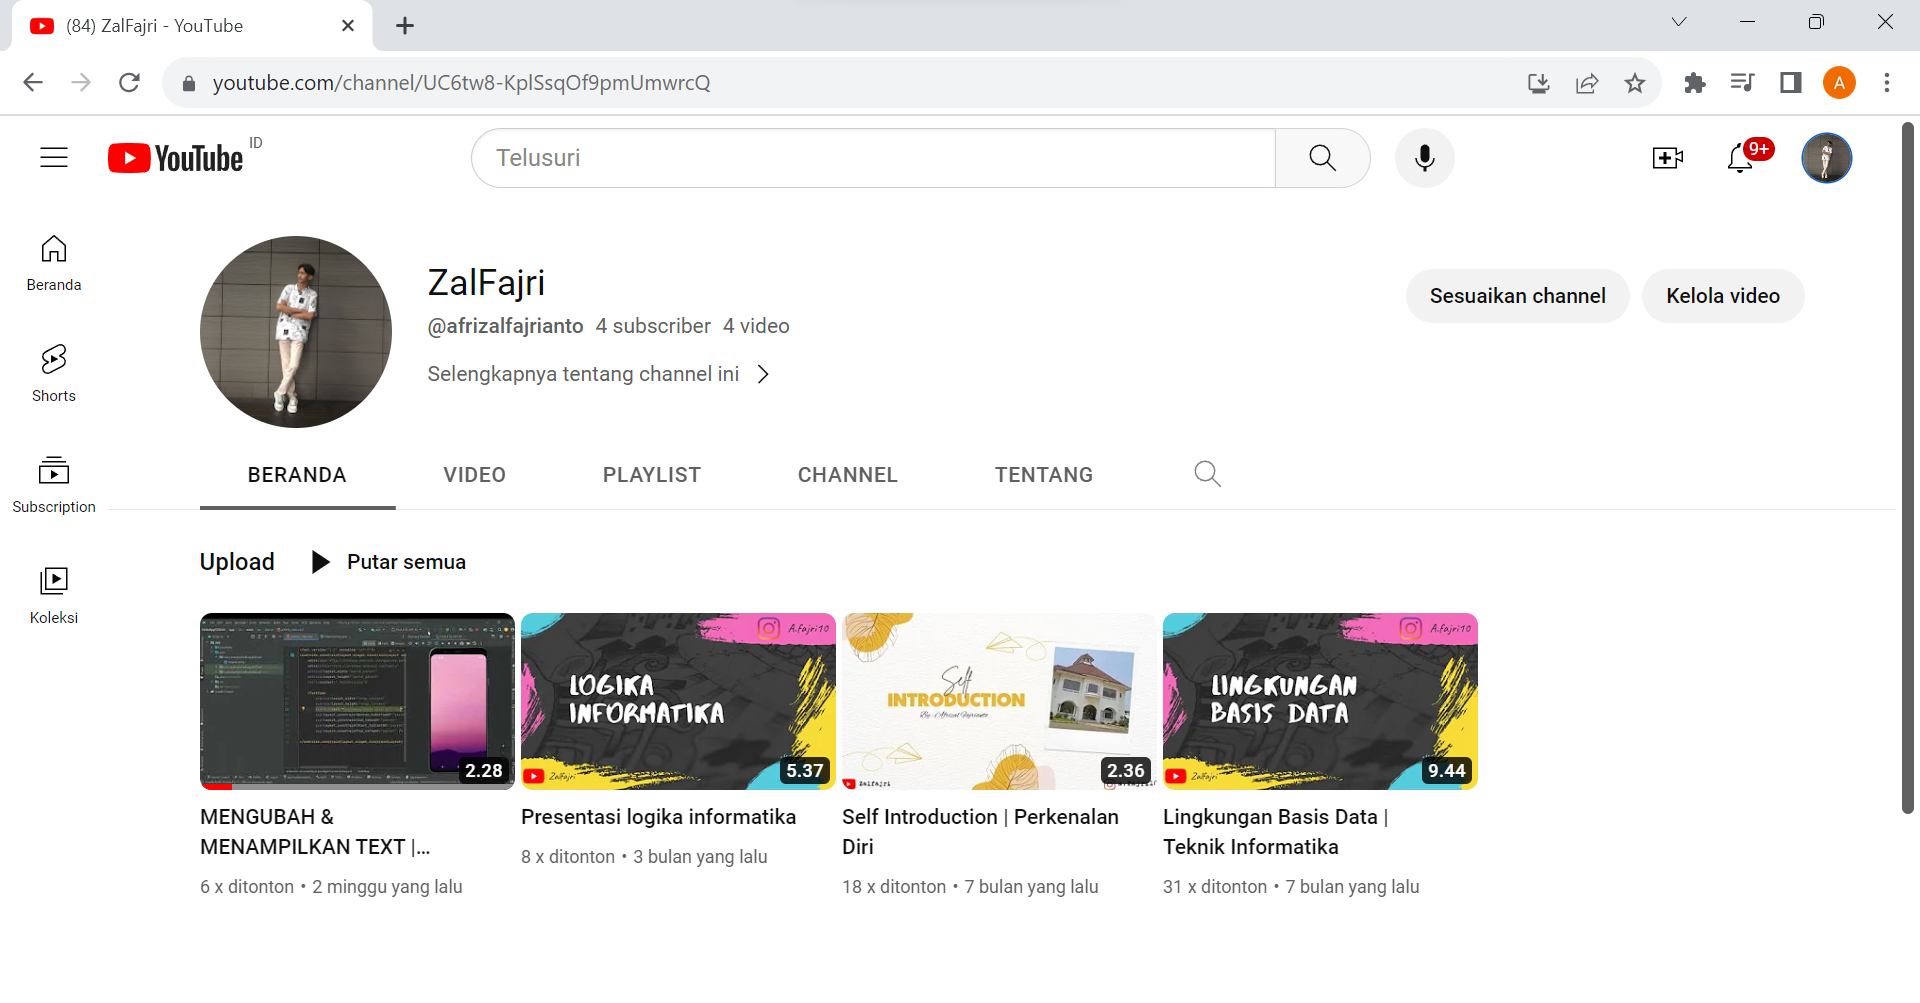 (84) ZalFajri - YouTube
youtube.com/channel/UC6tw8-KplSsqOf9pmUmwrcQ
A
YouTube ID
Telusuri
9+
Beranda
Shorts
Subscription
Koleksi
ZalFajri
@afrizalfajrianto 4 subscriber 4 video
Selengkapnya tentang channel ini
Sesuaikan channel
Kelola video
BERANDA VIDEO PLAYLIST CHANNEL TENTANG
Upload Putar semua
2.28
MENGUBAH &
MENAMPILKAN TEXT |...
6 x ditonton • 2 minggu yang lalu
A.fajri10
LOGIKA
INFORMATIKA
ZalFajri
5.37
Presentasi logika informatika
8 x ditonton • 3 bulan yang lalu
Self
INTRODUCTION
By : Afrizal Fajrianto
Zalfajri
2.36
Self Introduction | Perkenalan
Diri
18 x ditonton • 7 bulan yang lalu
A.fajri10
LINGKUNGAN
BASIS DATA
ZalFajri
9.44
Lingkungan Basis Data |
Teknik Informatika
31 x ditonton • 7 bulan yang lalu